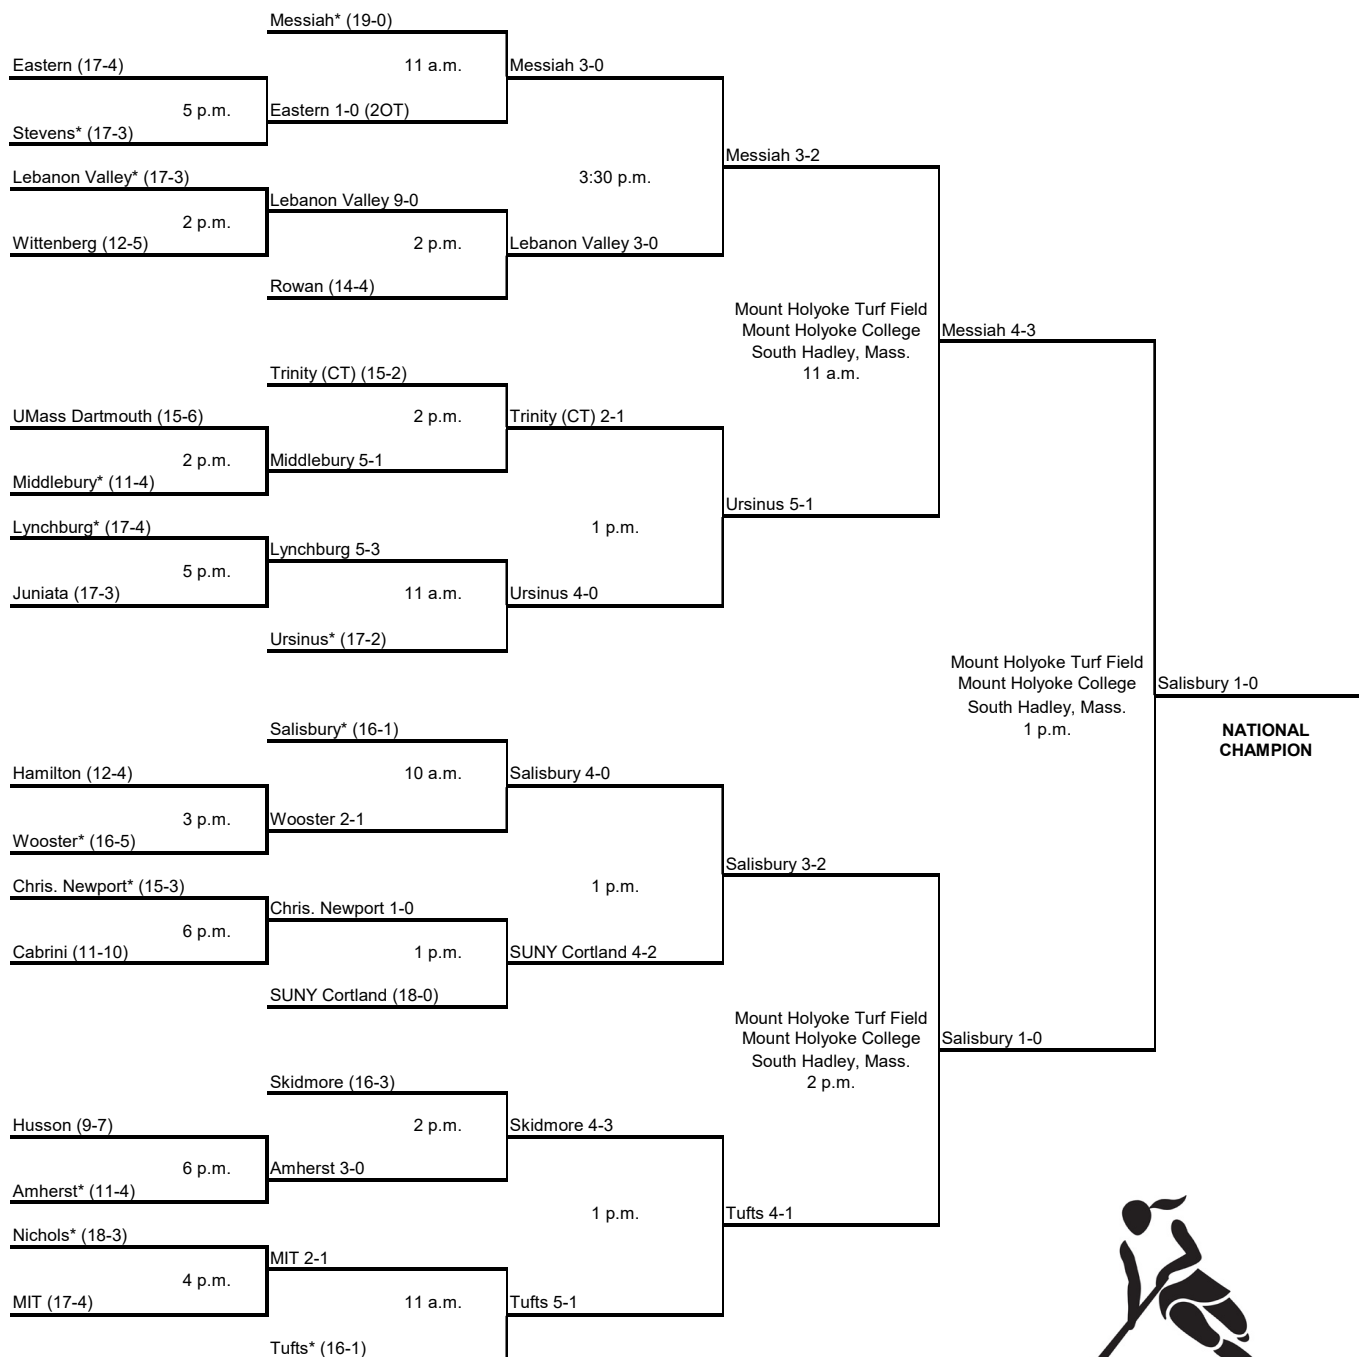 Messiah* (19-0)
Eastern (17-4)
11 a.m.
Messiah 3-0
5 p.m.
Eastern 1-0 (2OT)
Stevens* (17-3)
Messiah 3-2
Lebanon Valley* (17-3)
3:30 p.m.
Lebanon Valley 9-0
2 p.m.
Wittenberg (12-5)
2 p.m.
Lebanon Valley 3-0
Rowan (14-4)
Mount Holyoke Turf Field
Mount Holyoke College
South Hadley, Mass.
11 a.m.
Messiah 4-3
Trinity (CT) (15-2)
UMass Dartmouth (15-6)
2 p.m.
Trinity (CT) 2-1
2 p.m.
Middlebury 5-1
Middlebury* (11-4)
Ursinus 5-1
Lynchburg* (17-4)
1 p.m.
Lynchburg 5-3
5 p.m.
Juniata (17-3)
11 a.m.
Ursinus 4-0
Ursinus* (17-2)
Mount Holyoke Turf Field
Mount Holyoke College
South Hadley, Mass.
1 p.m.
Salisbury 1-0
NATIONAL
CHAMPION
Salisbury* (16-1)
Hamilton (12-4)
10 a.m.
Salisbury 4-0
3 p.m.
Wooster 2-1
Wooster* (16-5)
Salisbury 3-2
Chris. Newport* (15-3)
1 p.m.
Chris. Newport 1-0
6 p.m.
Cabrini (11-10)
1 p.m.
SUNY Cortland 4-2
SUNY Cortland (18-0)
Mount Holyoke Turf Field
Mount Holyoke College
South Hadley, Mass.
2 p.m.
Salisbury 1-0
Skidmore (16-3)
Husson (9-7)
2 p.m.
Skidmore 4-3
6 p.m.
Amherst 3-0
Amherst* (11-4)
1 p.m.
Tufts 4-1
Nichols* (18-3)
MIT 2-1
4 p.m.
MIT (17-4)
11 a.m.
Tufts 5-1
Tufts* (16-1)